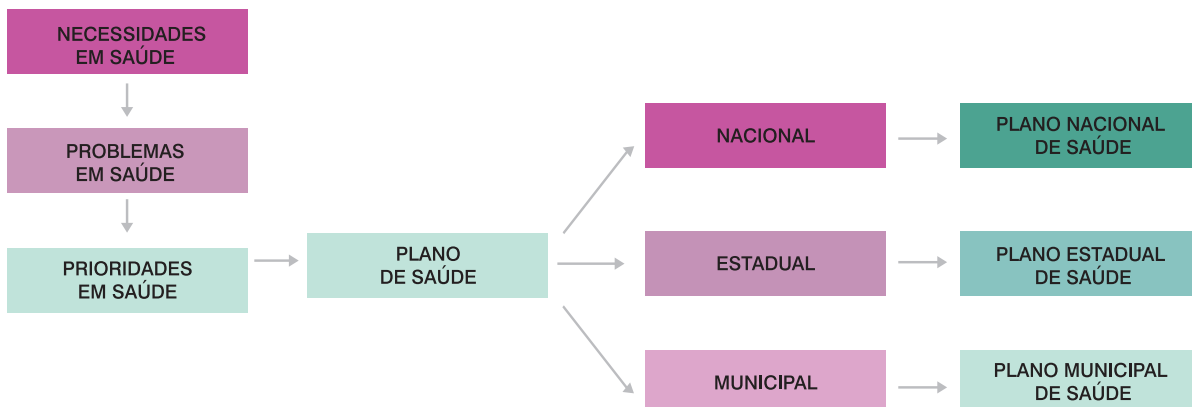 NECESSIDADES
EM SAÚDE
PROBLEMAS
EM SAÚDE
PRIORIDADES
EM SAÚDE
PLANO
DE SAÚDE
NACIONAL
PLANO NACIONAL
DE SAÚDE
ESTADUAL
PLANO ESTADUAL
DE SAÚDE
MUNICIPAL
PLANO MUNICIPAL
DE SAÚDE